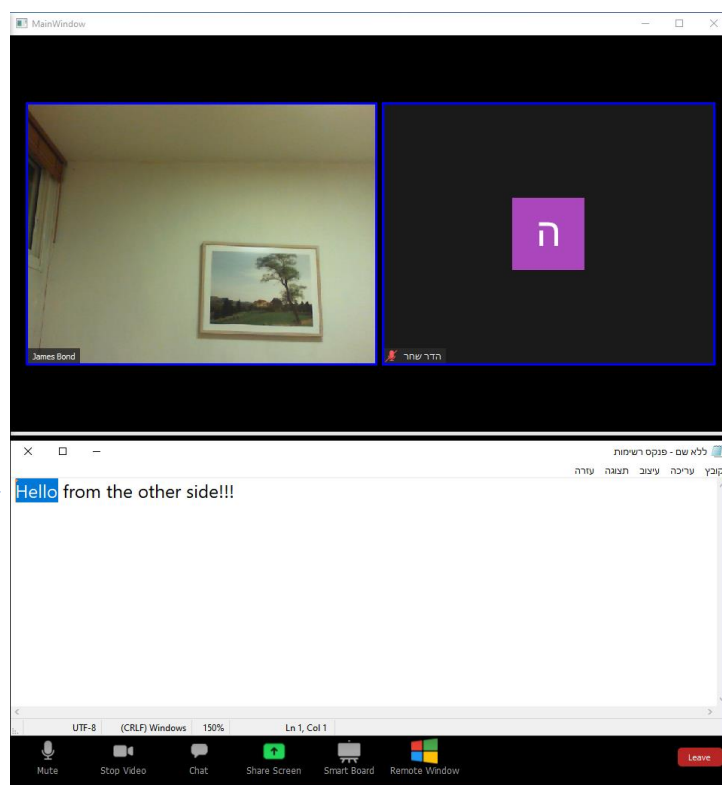 MainWindow
ה
James Bond
הדר שחר
ללא שם - פנקס רשימות
קובץ עריכה עיצוב תצוגה עזרה
Hello from the other side!!!
UTF-8 (CRLF) Windows 150% Ln 1, Col 1
Mute Stop Video Chat Share Screen Smart Board Remote Window Leave